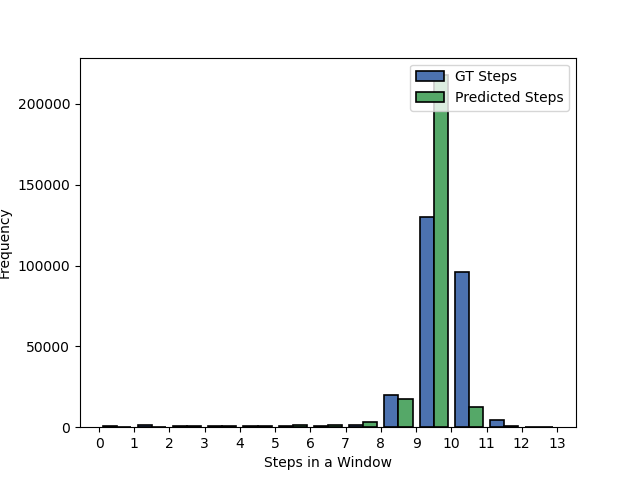 GT Steps
Predicted Steps
200000
150000
100000
50000
0
Frequency
0 1 2 3 4 5 6 7 8 9 10 11 12 13
Steps in a Window